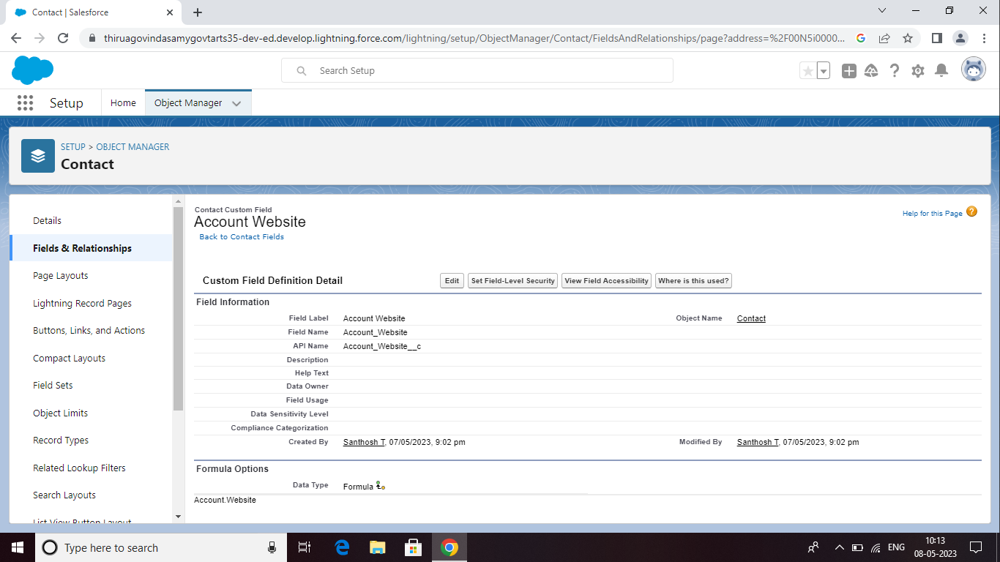 Contact | Salesforce
thiruagovindasamygovtarts35-dev-ed.develop.lightning.force.com/lightning/setup/ObjectManager/Contact/FieldsAndRelationships/page?address=%2F00N5i0000...
Search Setup
Setup
Home
Object Manager
SETUP > OBJECT MANAGER
Contact
Details
Fields & Relationships
Page Layouts
Lightning Record Pages
Buttons, Links, and Actions
Compact Layouts
Field Sets
Object Limits
Record Types
Related Lookup Filters
Search Layouts
List View Button Layout
Contact Custom Field
Account Website
Back to Contact Fields
Help for this Page
Custom Field Definition Detail
Edit
Set Field-Level Security
View Field Accessibility
Where is this used?
Field Information
Field Label Account Website Object Name Contact
Field Name Account_Website
API Name Account_Website__c
Description
Help Text
Data Owner
Field Usage
Data Sensitivity Level
Compliance Categorization
Created By Santhosh T, 07/05/2023, 9:02 pm Modified By Santhosh T, 07/05/2023, 9:02 pm
Formula Options
Data Type Formula
Account.Website
Type here to search
ENG
10:13
08-05-2023